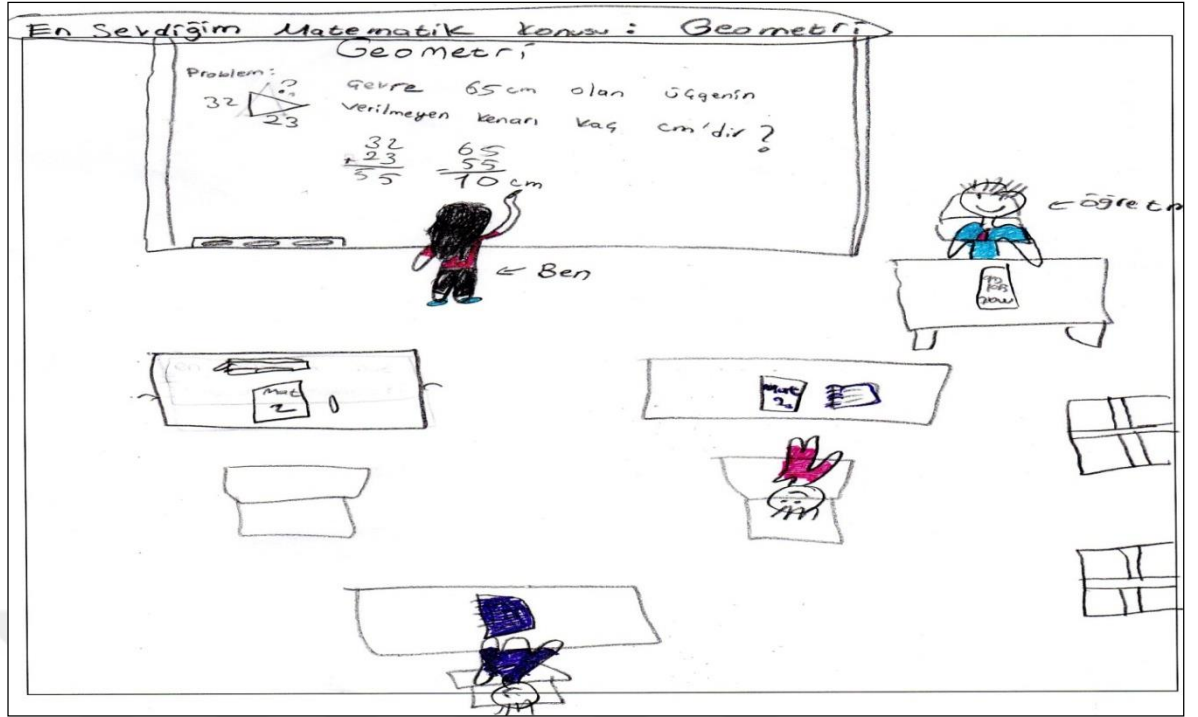 En Sevdiğim Matematik konusu: Geometri
Geometri
Problem:
?
32
23
Çevre 65 cm olan üçgenin
verilmeyen kenarı kaç cm'dir?
32
+ 23
55
65
- 55
10 cm
← Ben
← öğretm
Mat
2
Mat
2